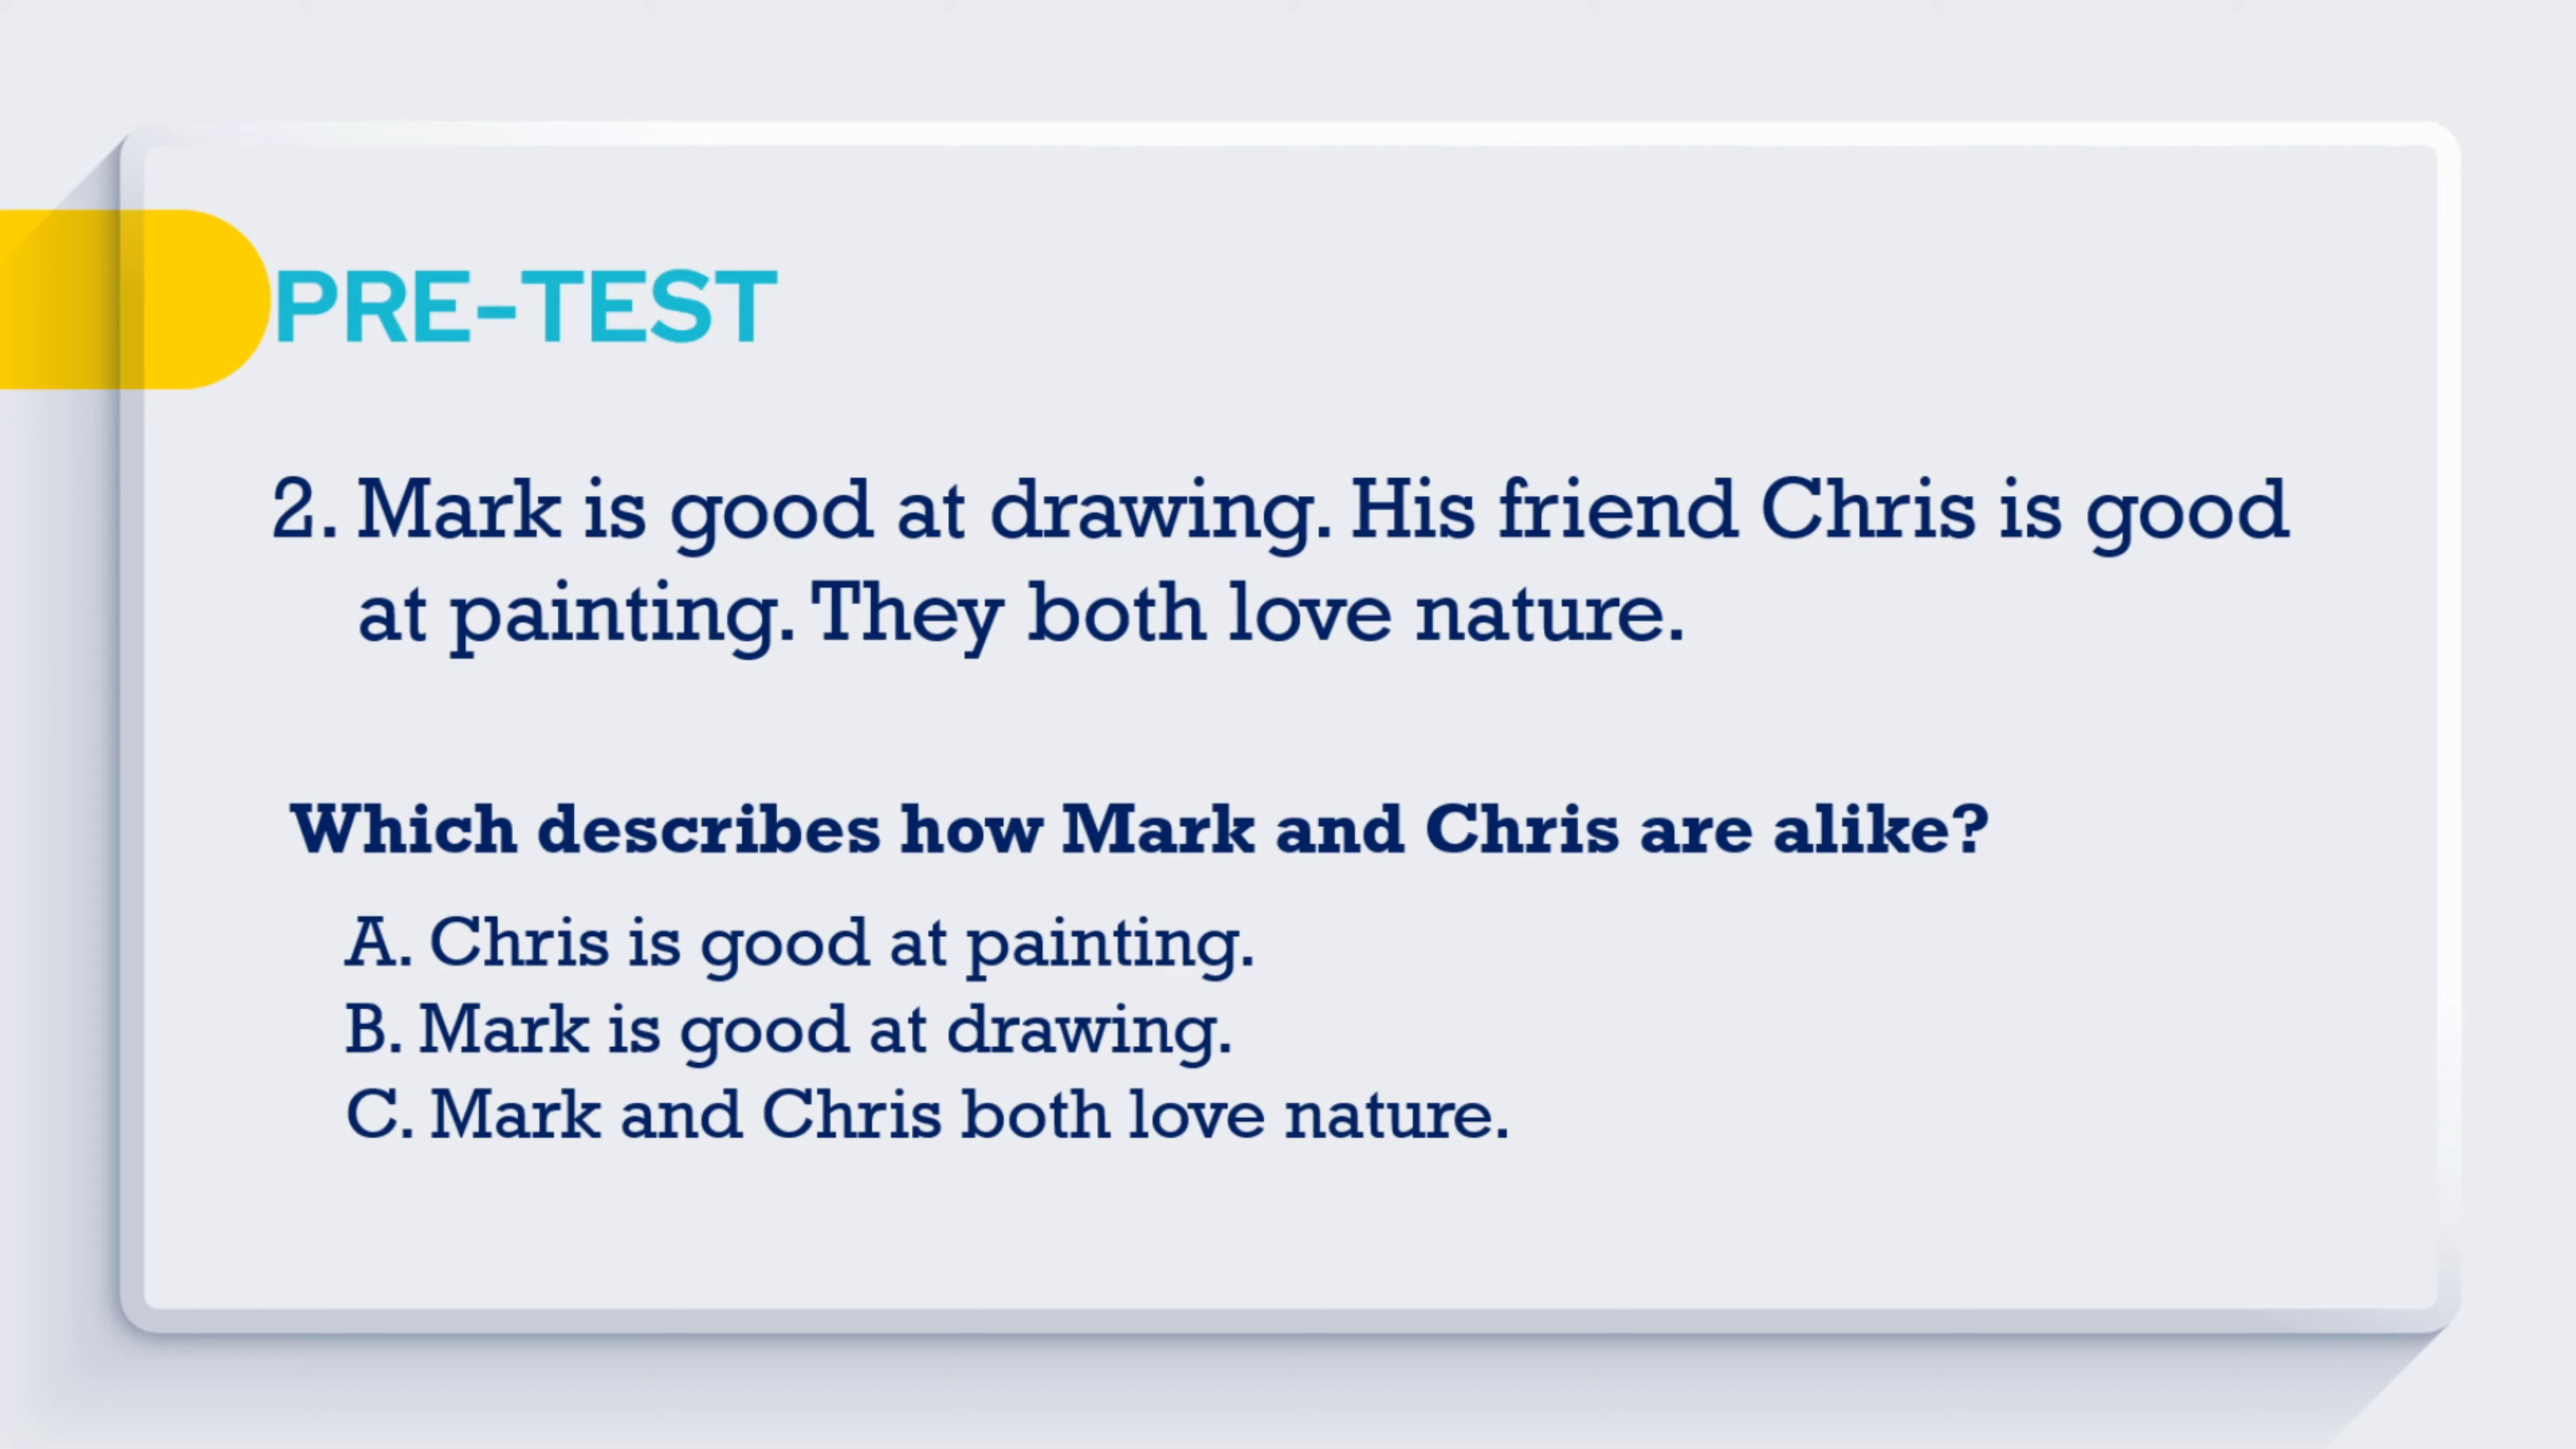 PRE-TEST
2. Mark is good at drawing. His friend Chris is good
at painting. They both love nature.
Which describes how Mark and Chris are alike?
A. Chris is good at painting.
B. Mark is good at drawing.
C. Mark and Chris both love nature.